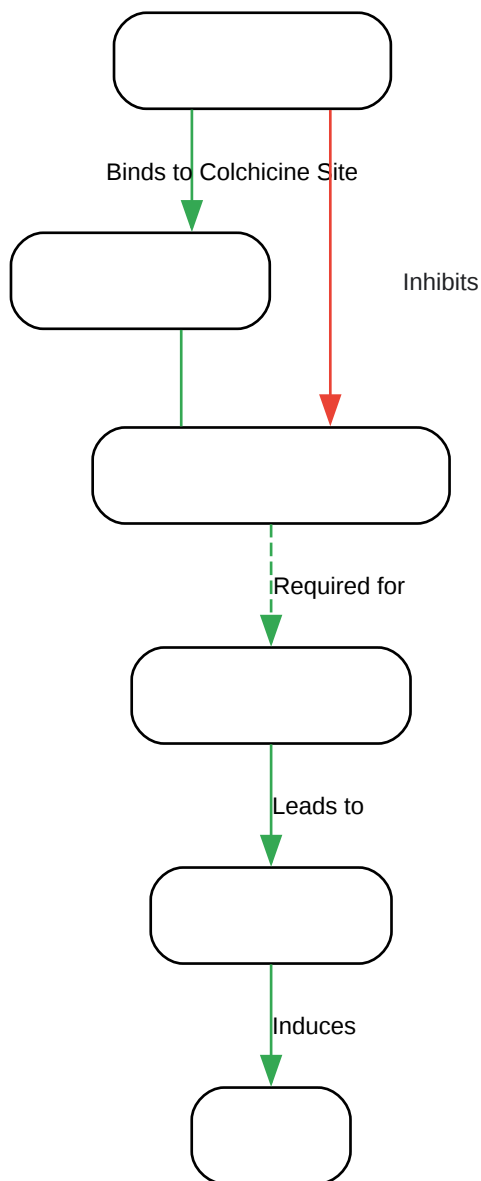 Binds to Colchicine Site
Inhibits
Required for
Leads to
Induces